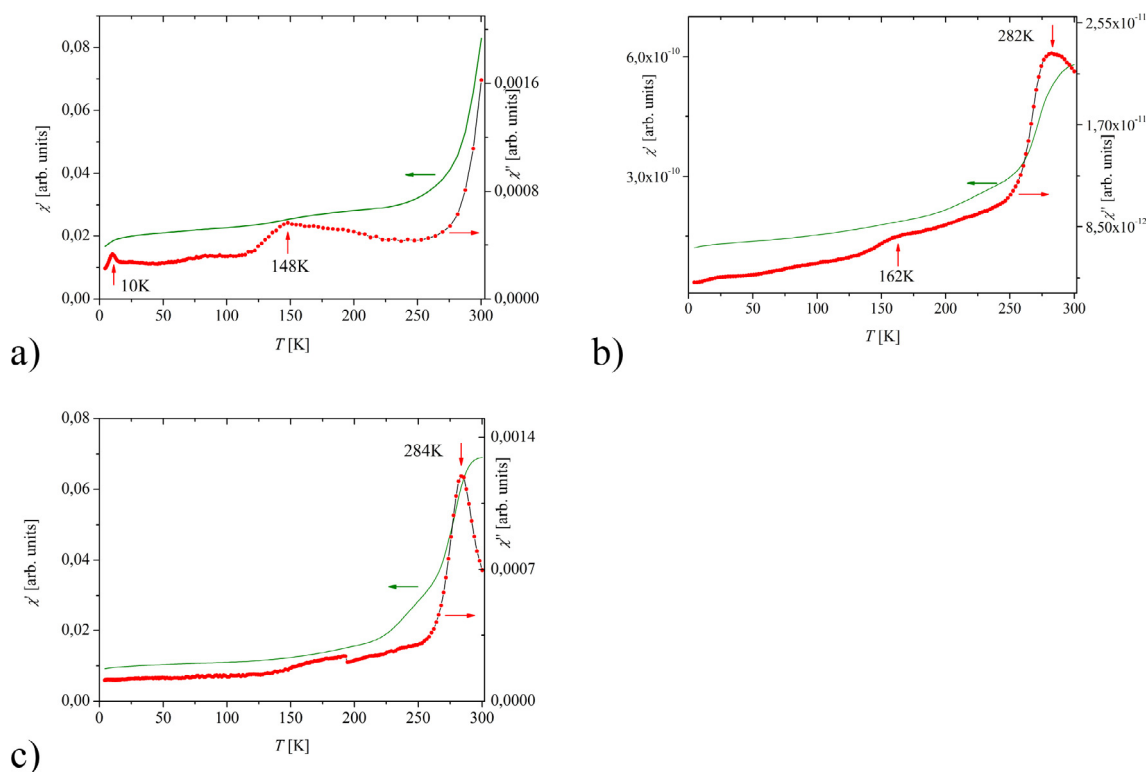 0,08
0,06
0,04
0,02
0,00
χ' [arb. units]
0,0016
0,0008
0,0000
χ'' [arb. units]
10K
148K
0 50 100 150 200 250 300
T [K]
a)
6,0x10⁻¹⁰
3,0x10⁻¹⁰
χ' [arb. units]
2,55x10⁻¹¹
1,70x10⁻¹¹
8,50x10⁻¹²
χ'' [arb. units]
282K
162K
0 50 100 150 200 250 300
T [K]
b)
0,08
0,06
0,04
0,02
0,00
χ' [arb. units]
0,0014
0,0007
0,0000
χ'' [arb. units]
284K
0 50 100 150 200 250 300
T [K]
c)